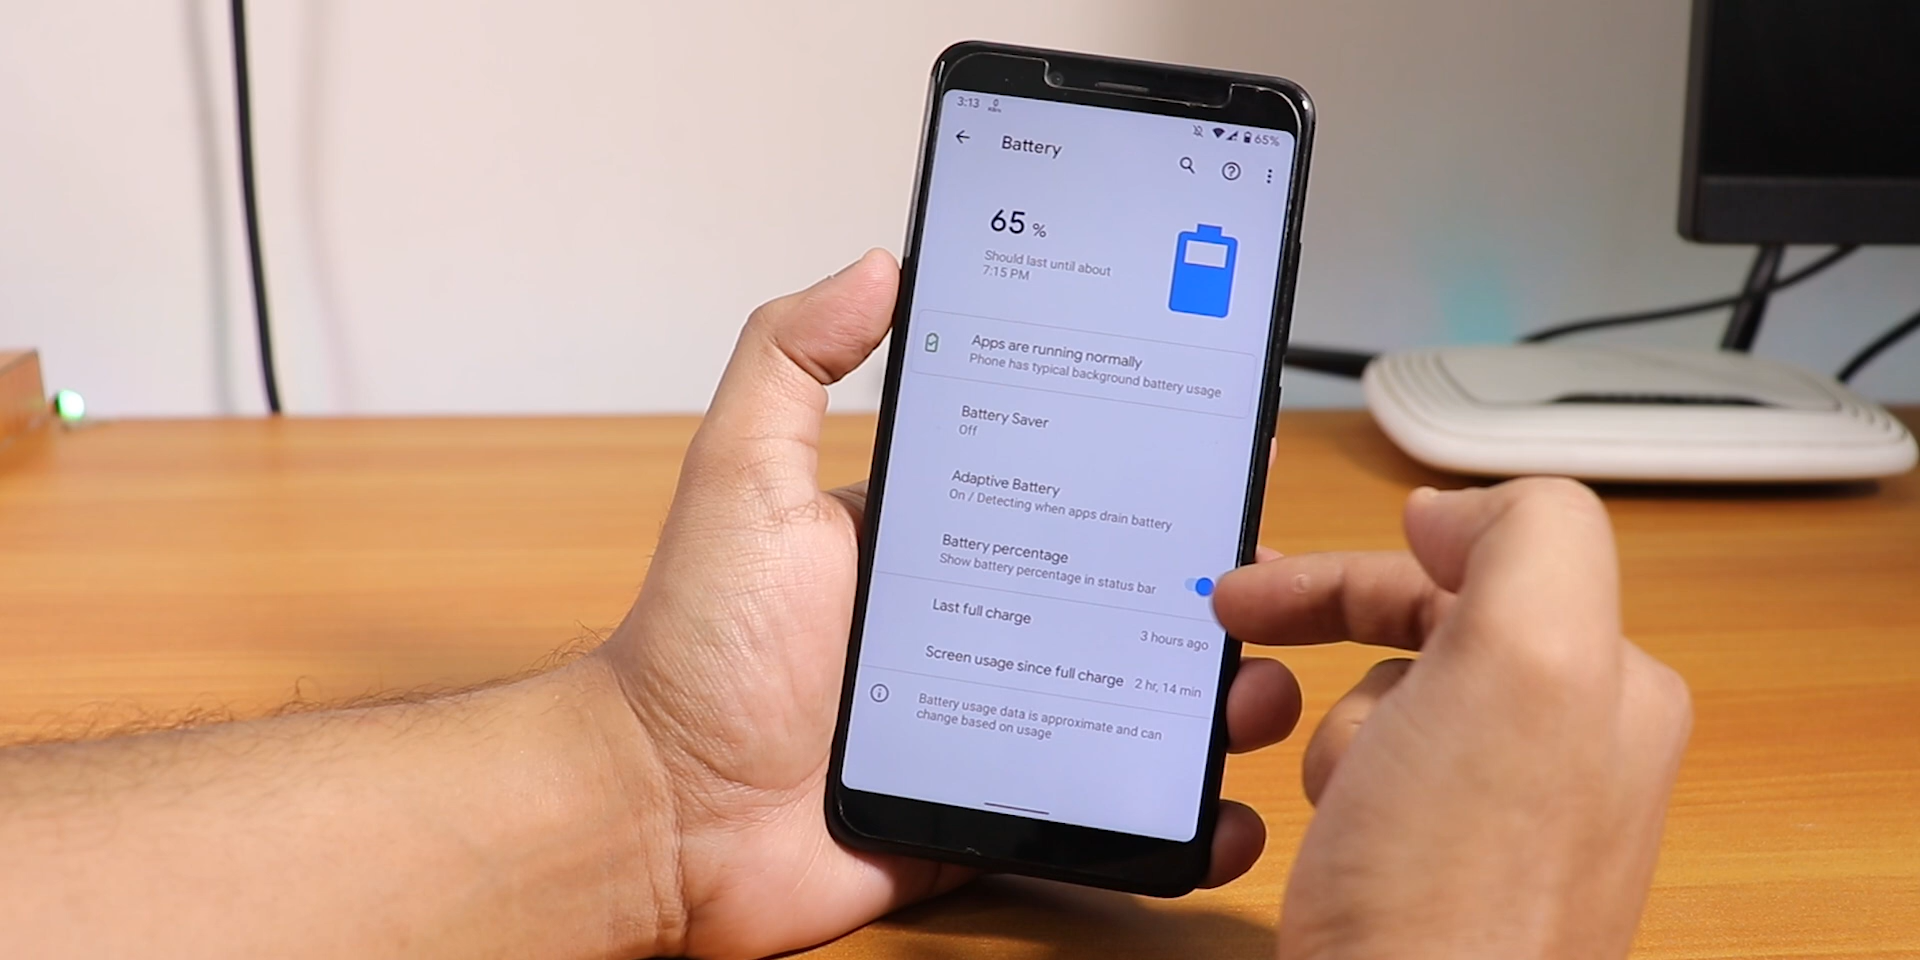 3:13
65%
Battery
65 %
Should last until about
7:15 PM
Apps are running normally
Phone has typical background battery usage
Battery Saver
Off
Adaptive Battery
On / Detecting when apps drain battery
Battery percentage
Show battery percentage in status bar
Last full charge
3 hours ago
Screen usage since full charge
2 hr, 14 min
Battery usage data is approximate and can
change based on usage